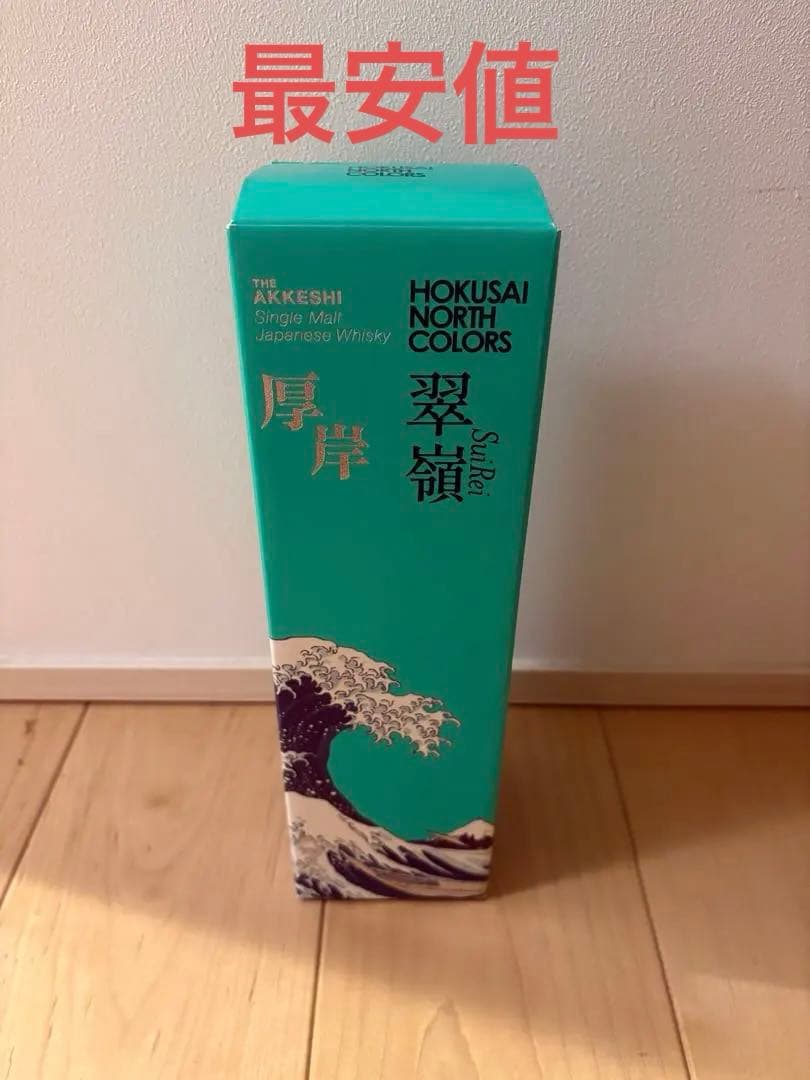 最安値
HOKUSAI
NORTH
COLORS
THE
AKKESHI
Single Malt
Japanese Whisky
厚岸
HOKUSAI
NORTH
COLORS
翠嶺
SuiRei